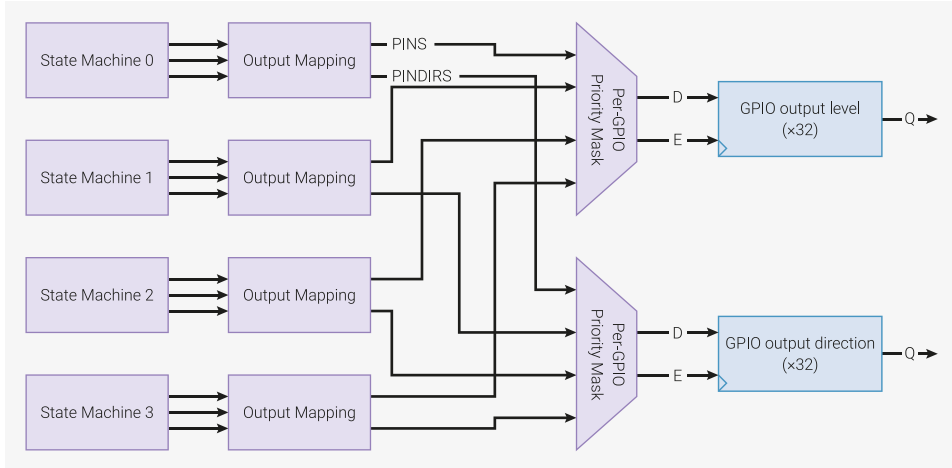 State Machine 0
Output Mapping
PINS
PINDIRS
Per-GPIO
Priority Mask
D
E
GPIO output level
(×32)
Q
State Machine 1
Output Mapping
State Machine 2
Output Mapping
Per-GPIO
Priority Mask
D
E
GPIO output direction
(×32)
Q
State Machine 3
Output Mapping